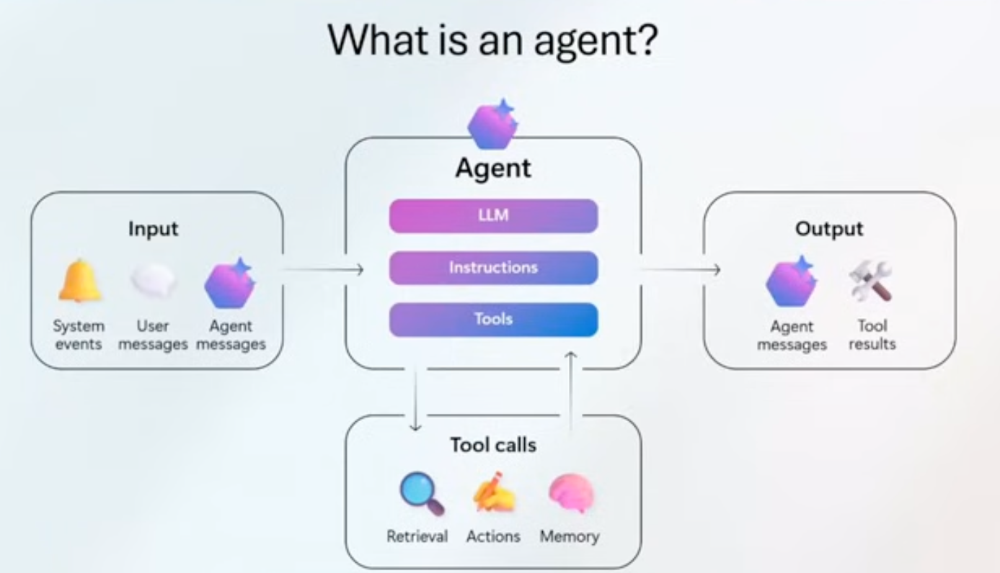 What is an agent?
Agent
LLM
Instructions
Tools
Input
System
events
User
messages
Agent
messages
Output
Agent
messages
Tool
results
Tool calls
Retrieval
Actions
Memory